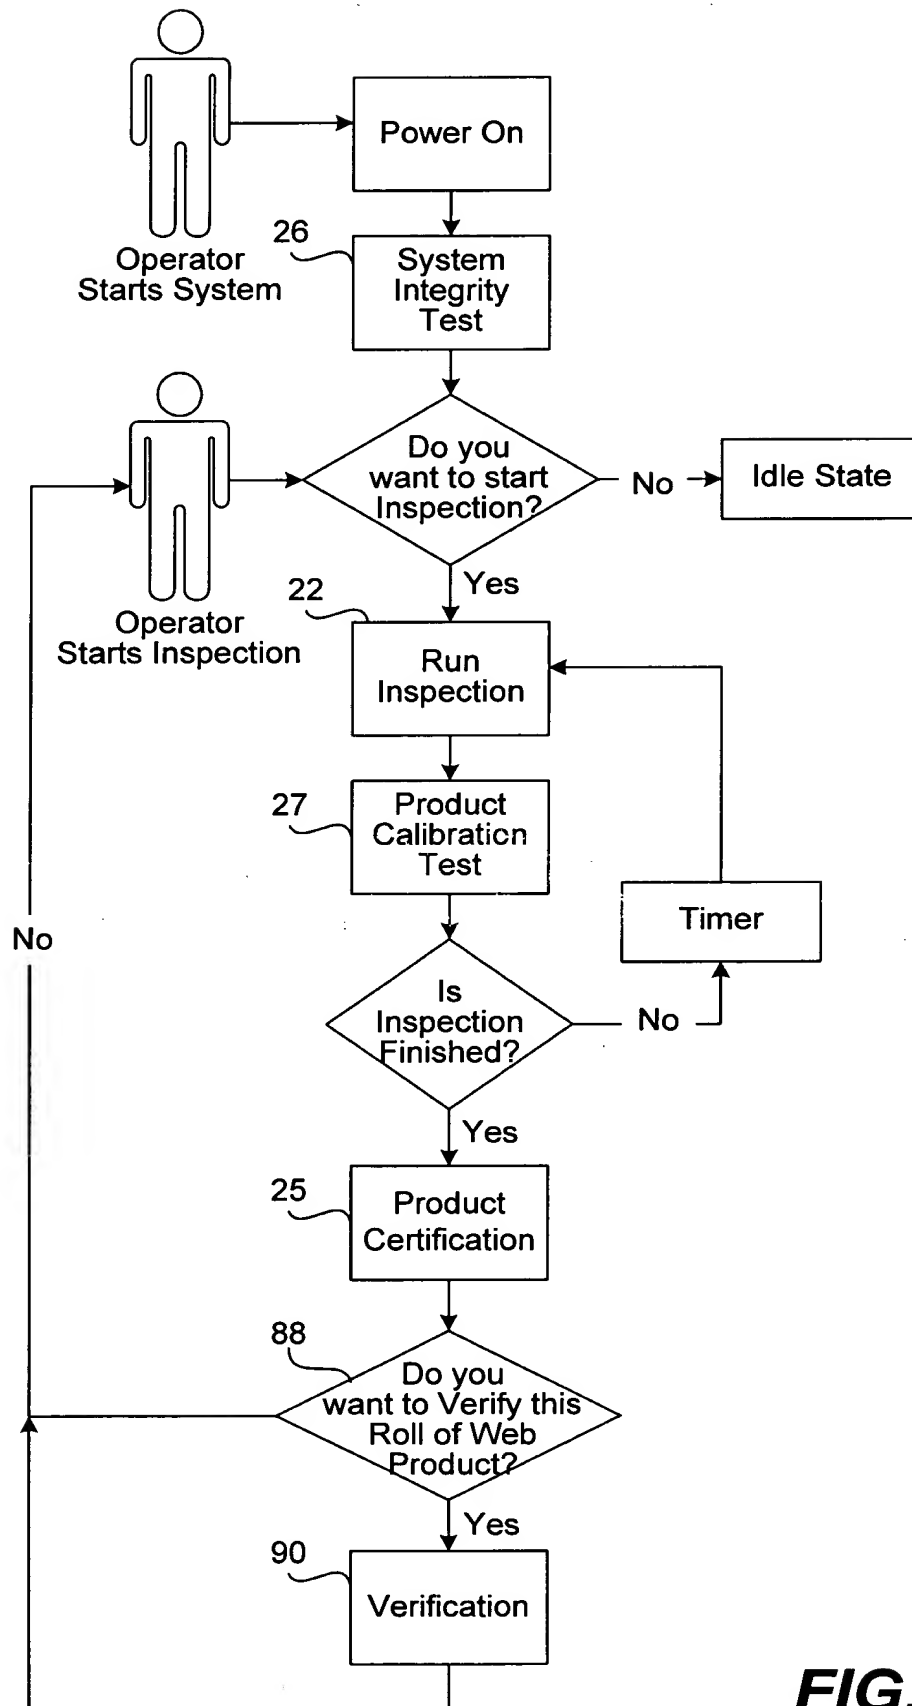 Power On
Operator
Starts System
26
System
Integrity
Test
Do you
want to start
Inspection?
No
Idle State
Operator
Starts Inspection
Yes
22
Run
Inspection
27
Product
Calibration
Test
Timer
No
Is
Inspection
Finished?
No
Yes
25
Product
Certification
88
Do you
want to Verify this
Roll of Web
Product?
Yes
90
Verification
FIG.